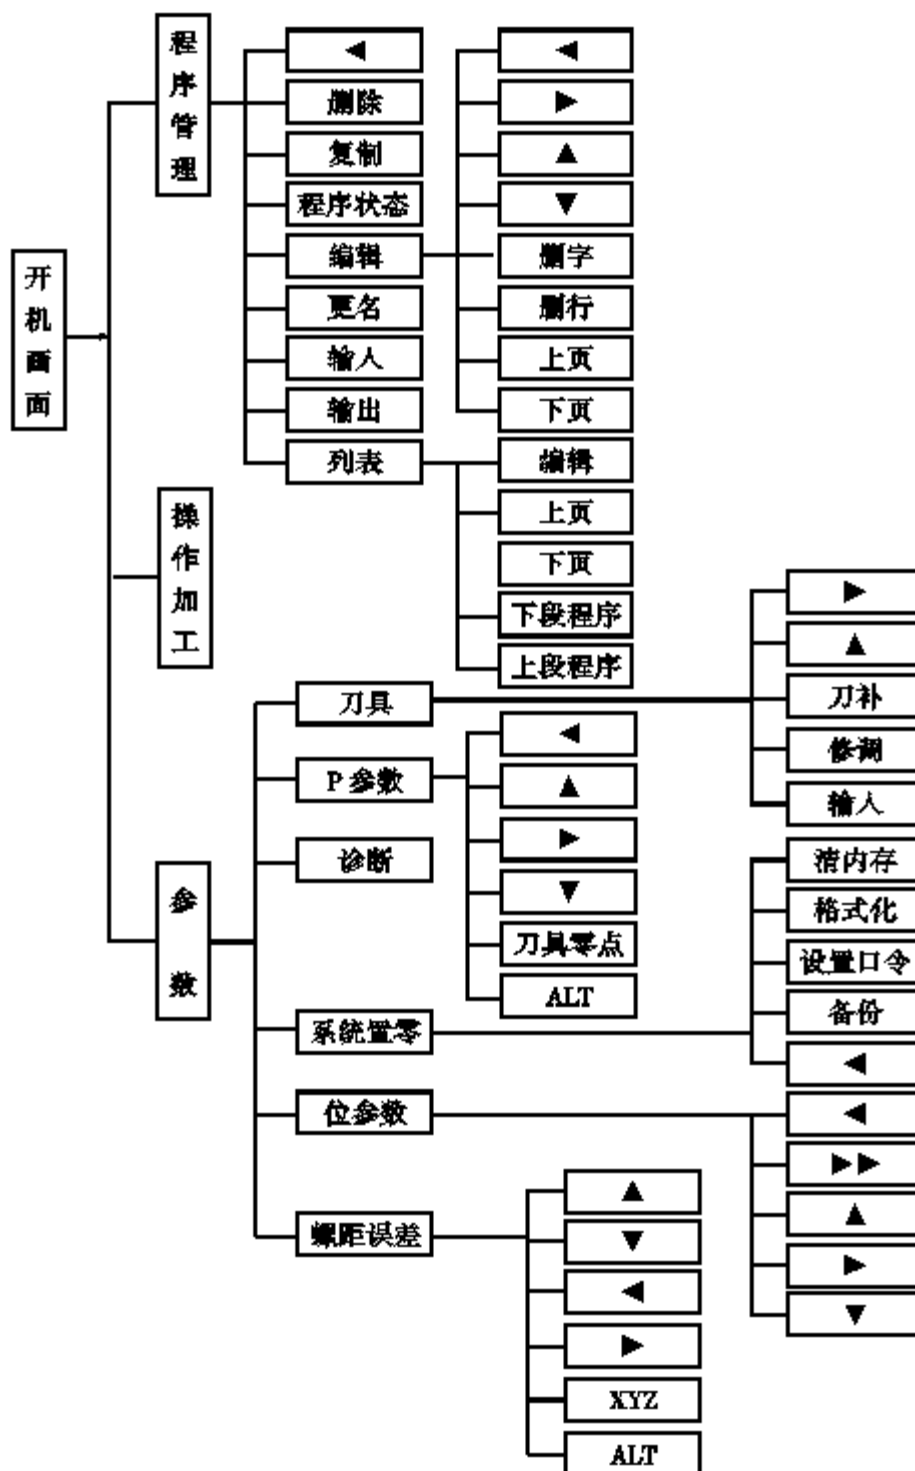 开机画面
程序管理
◀
删除
复制
程序状态
编辑
更名
输人
输出
列表
◀
▶
▲
▼
删字
删行
上页
下页
编辑
上页
下页
下段程序
上段程序
操作加工
参数
刀具
P 参数
诊断
系统置零
位参数
螺距误差
▶
▲
刀补
修调
输人
◀
▲
▶
▼
刀具零点
ALT
清内存
格式化
设置口令
备份
◀
◀
▶▶
▲
▶
▼
▲
▼
◀
▶
XYZ
ALT